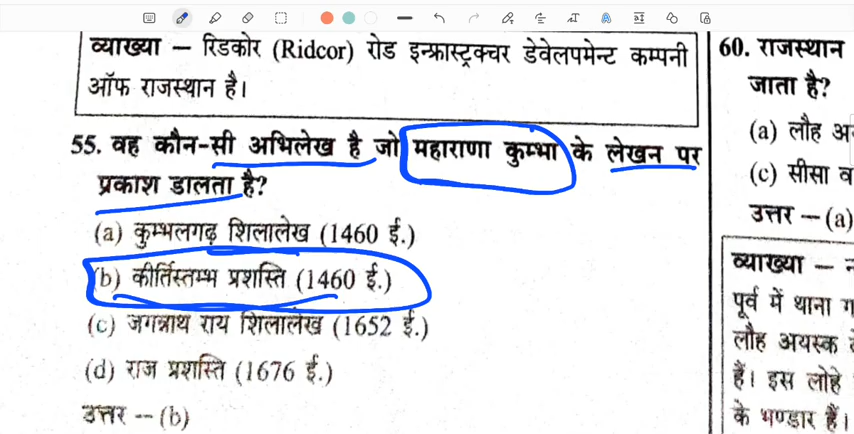 व्याख्या – रिडकोर (Ridcor) रोड इन्फ्रास्ट्रक्चर डेवेलपमेन्ट कम्पनी
ऑफ राजस्थान है।
55. वह कौन-सी अभिलेख है जो महाराणा कुम्भा के लेखन पर
प्रकाश डालता है?
(a) कुम्भलगढ़ शिलालेख (1460 ई.)
(b) कीर्तिस्तम्भ प्रशस्ति (1460 ई.)
(c) जगन्नाथ राय शिलालेख (1652 ई.)
(d) राज प्रशस्ति (1676 ई.)
उत्तर – (b)
60. राजस्थान
जाता है?
(a) लौह
(c) सीसा
उत्तर – (a)
व्याख्या –
पूर्व में थाना
लौह अयस्क
हैं। इस लोहे
के भण्डार हैं।